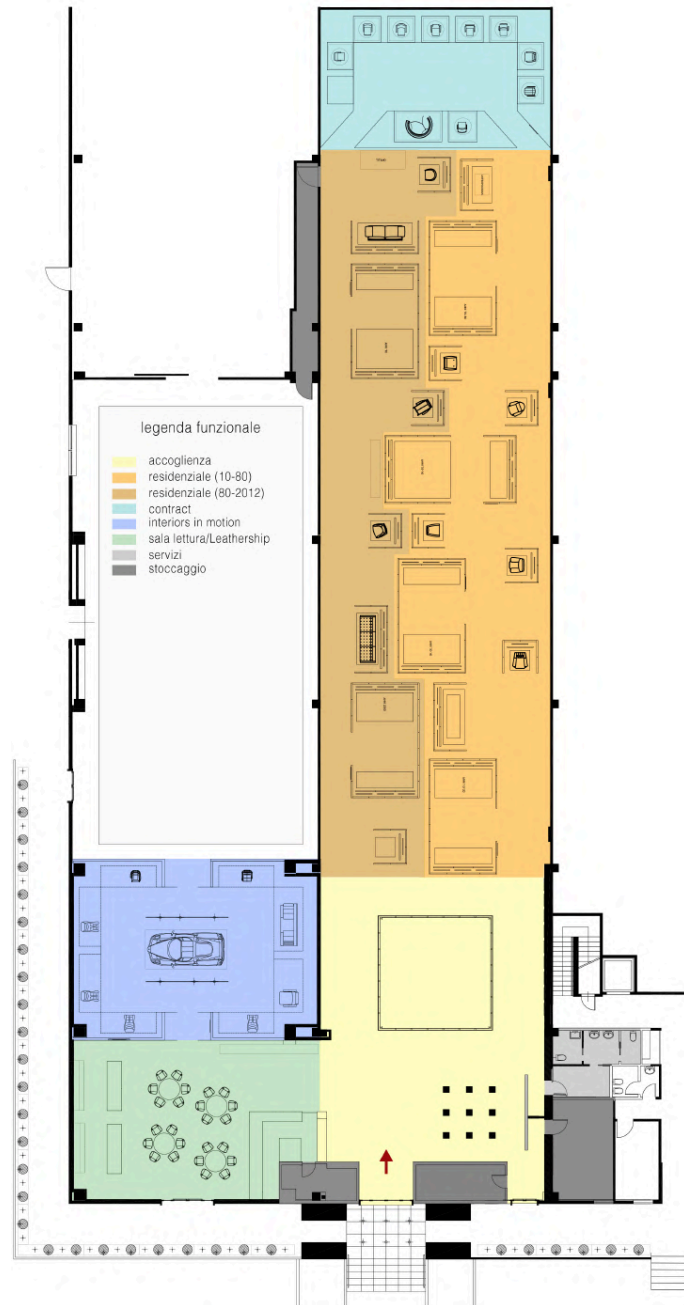 legenda funzionale
accoglienza
residenziale (10-80)
residenziale (80-2012)
contract
interiors in motion
sala lettura/Leathership
servizi
stoccaggio